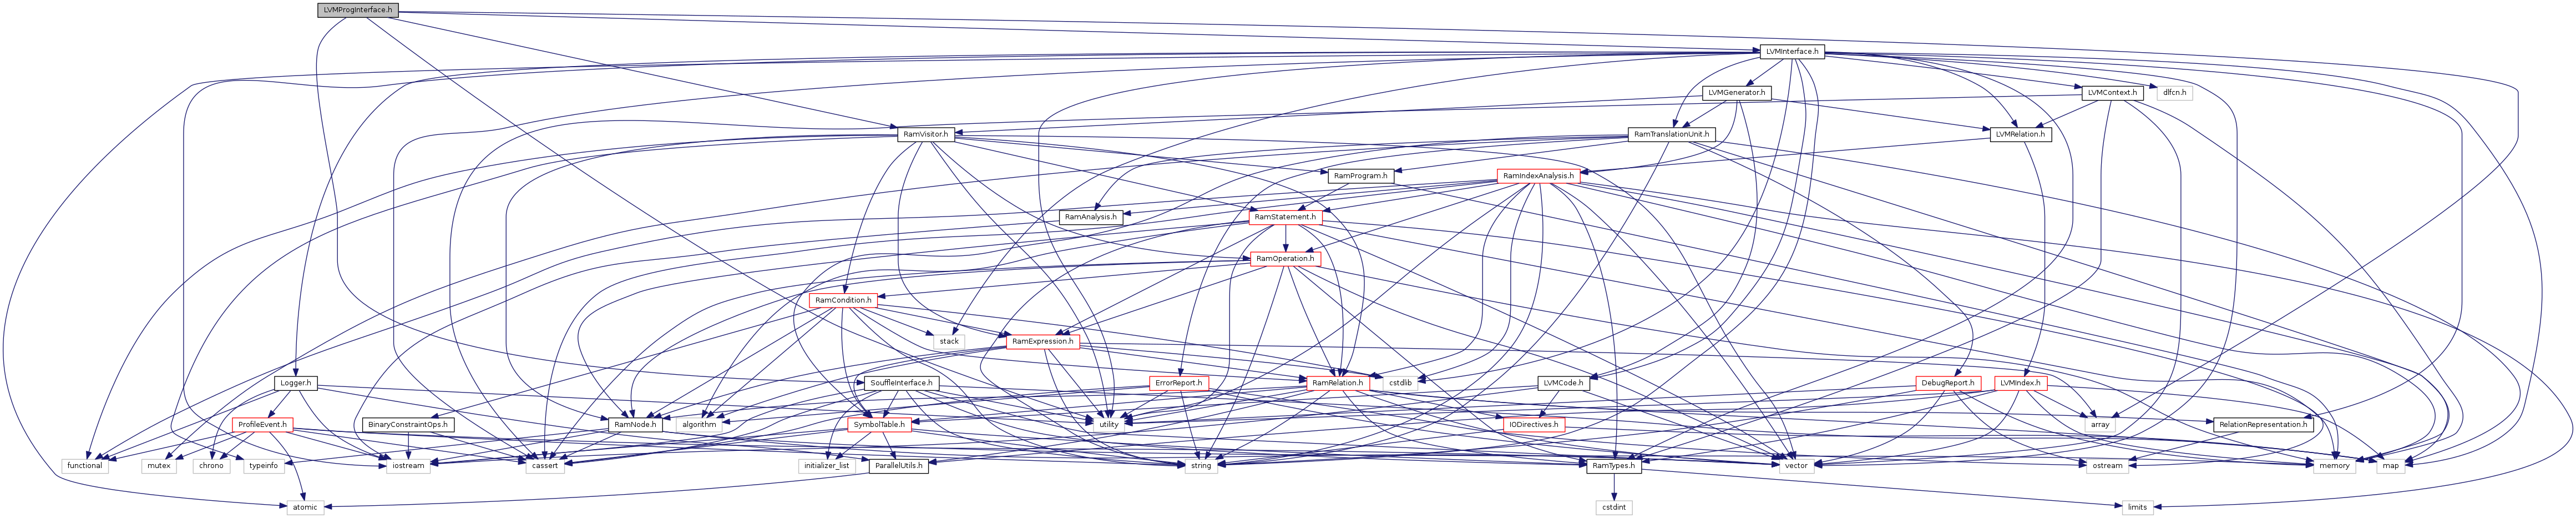 LVMProgInterface.h
LVMInterface.h
LVMGenerator.h
LVMContext.h
dlfcn.h
RamVisitor.h
RamTranslationUnit.h
LVMRelation.h
RamProgram.h
RamIndexAnalysis.h
RamAnalysis.h
RamStatement.h
RamOperation.h
RamCondition.h
stack
RamExpression.h
Logger.h
SouffleInterface.h
ErrorReport.h
RamRelation.h
cstdlib
LVMCode.h
DebugReport.h
LVMIndex.h
ProfileEvent.h
BinaryConstraintOps.h
RamNode.h
algorithm
SymbolTable.h
utility
IODirectives.h
array
RelationRepresentation.h
functional
mutex
chrono
typeinfo
iostream
cassert
initializer_list
ParallelUtils.h
string
RamTypes.h
vector
ostream
memory
map
atomic
cstdint
limits